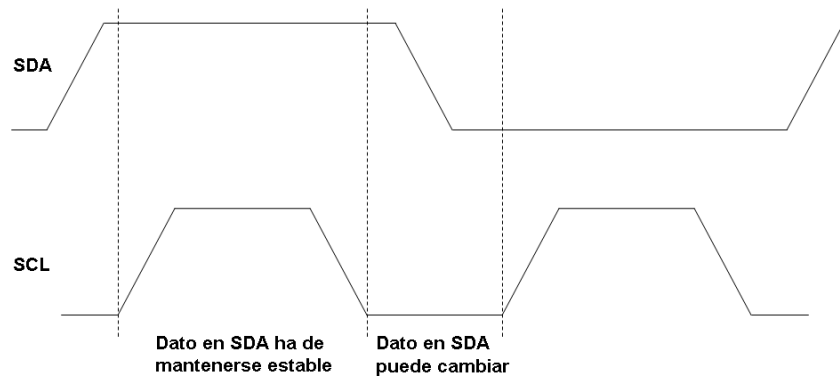 SDA
SCL
Dato en SDA ha de
mantenerse estable
Dato en SDA
puede cambiar